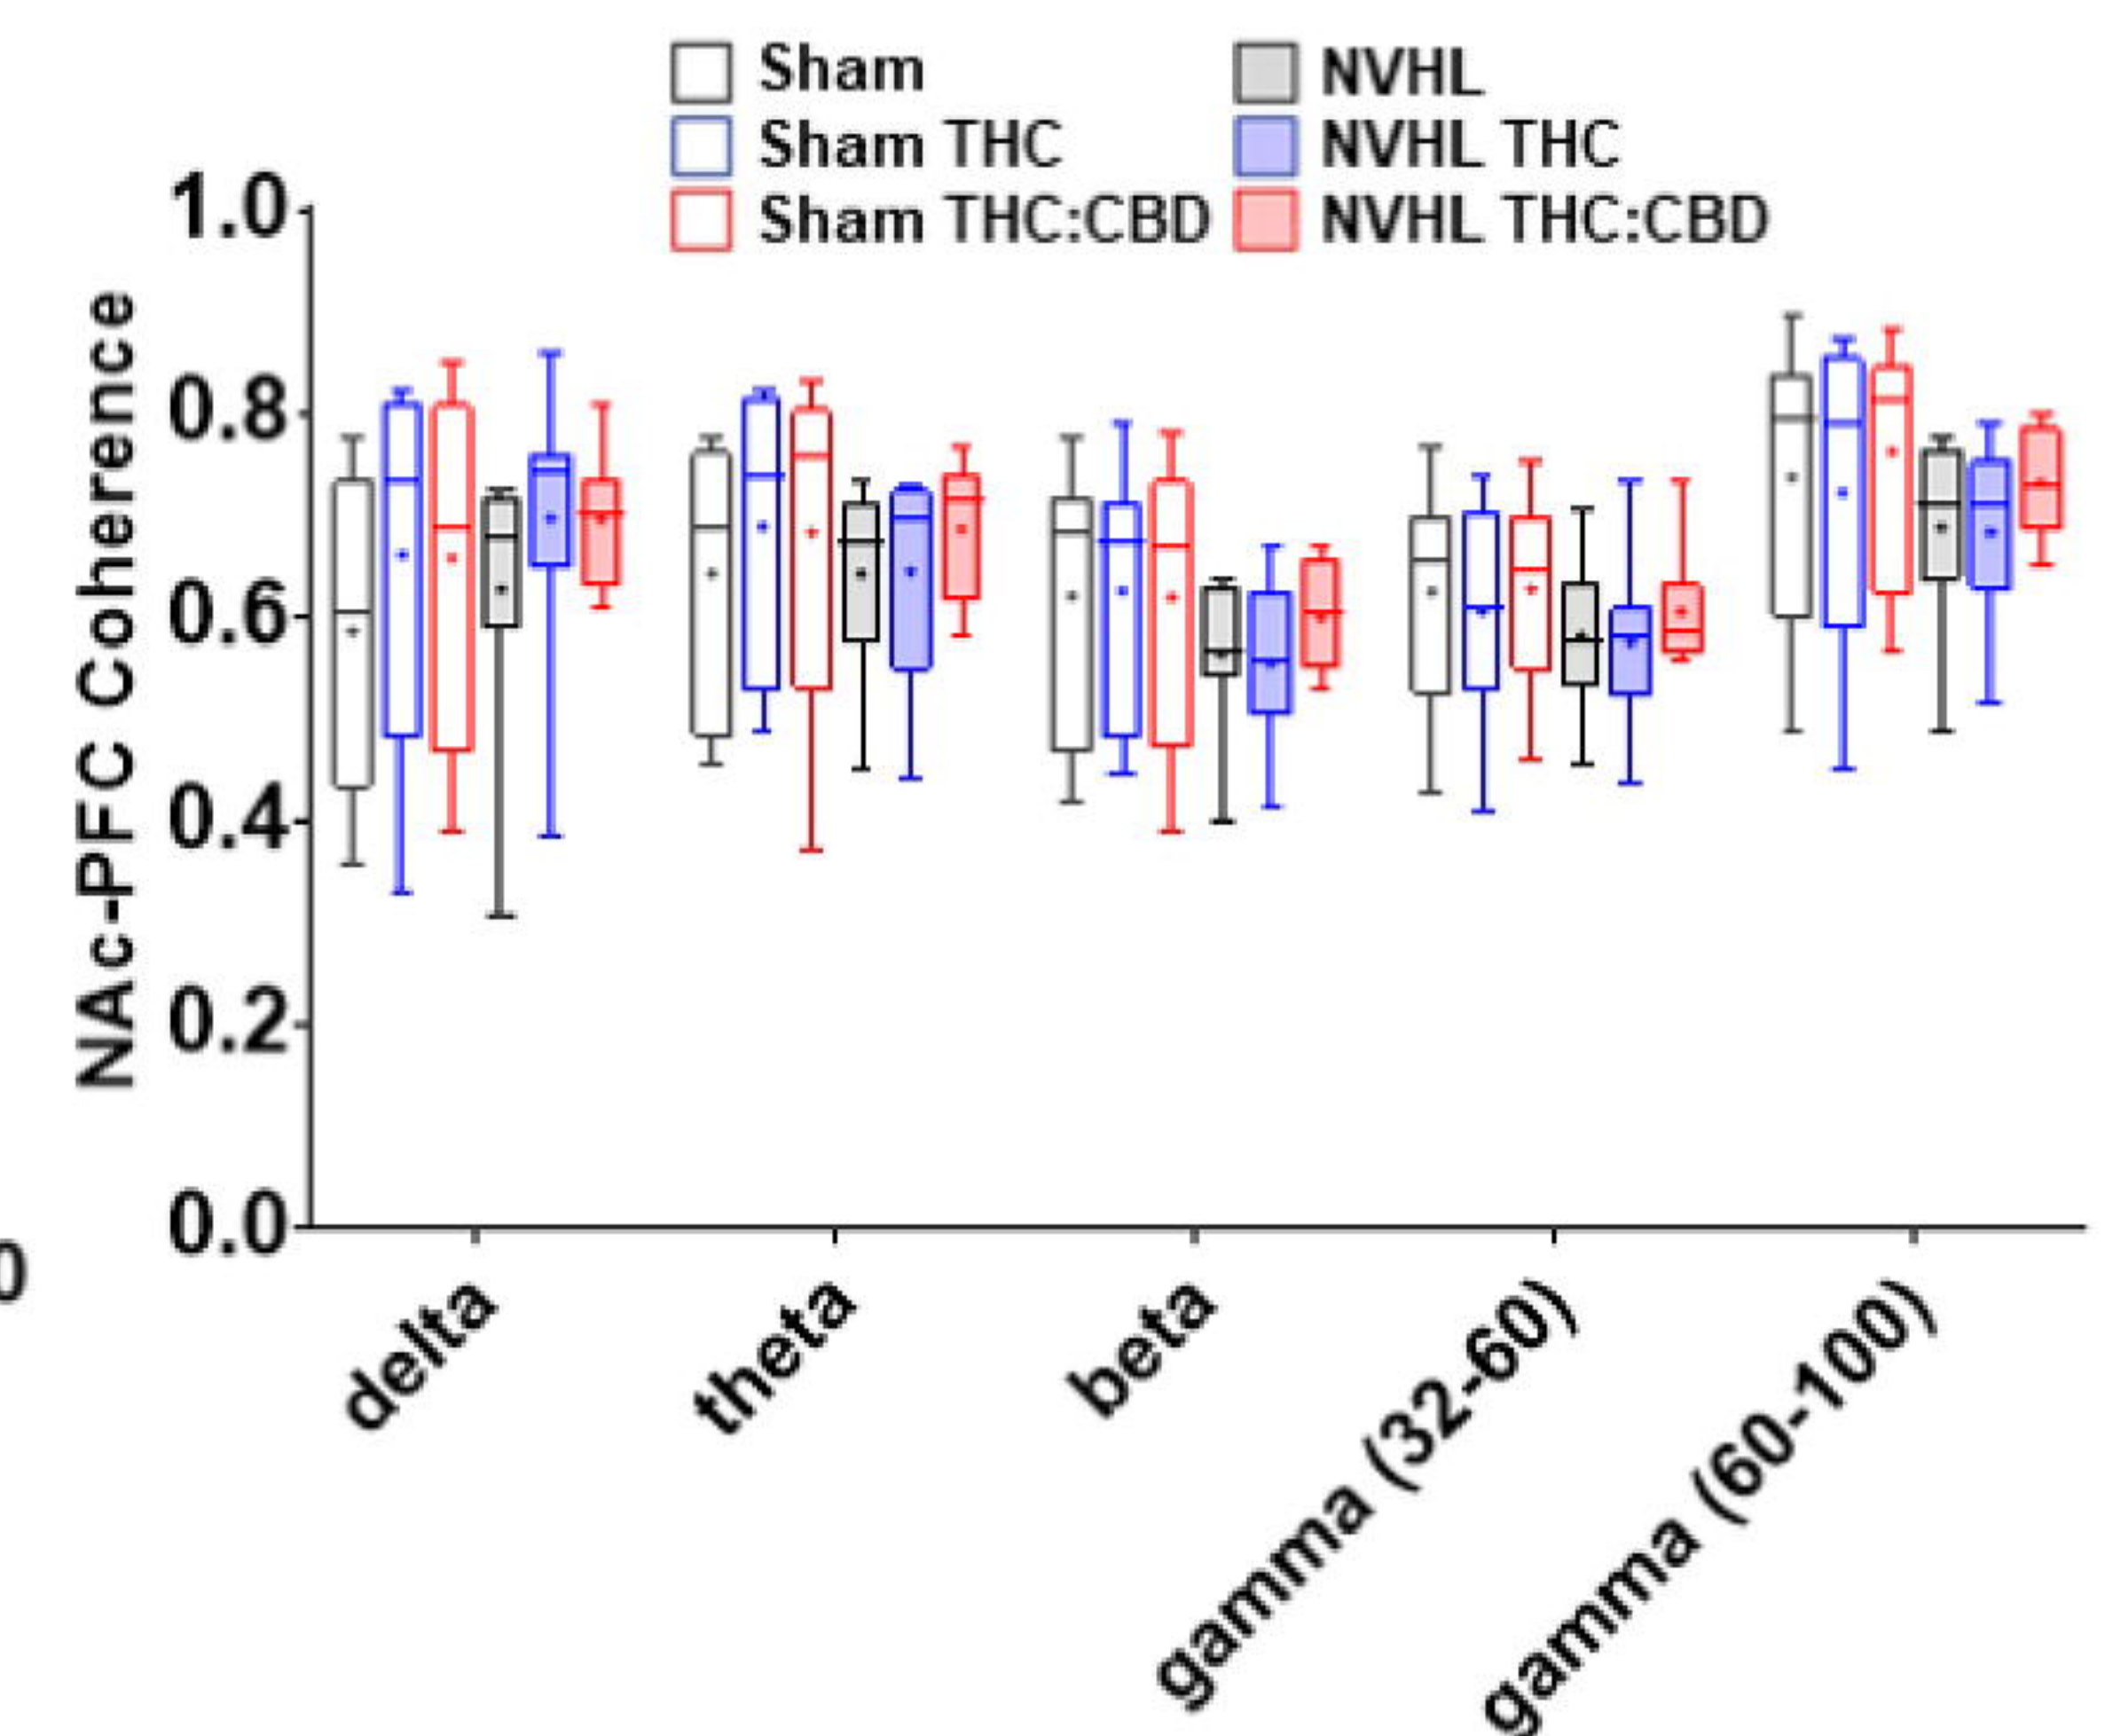 Sham
NVHL
Sham THC
NVHL THC
Sham THC:CBD
NVHL THC:CBD
NAc-PFC Coherence
1.0
0.8
0.6
0.4
0.2
0.0
0
delta
theta
beta
gamma (32-60)
gamma (60-100)